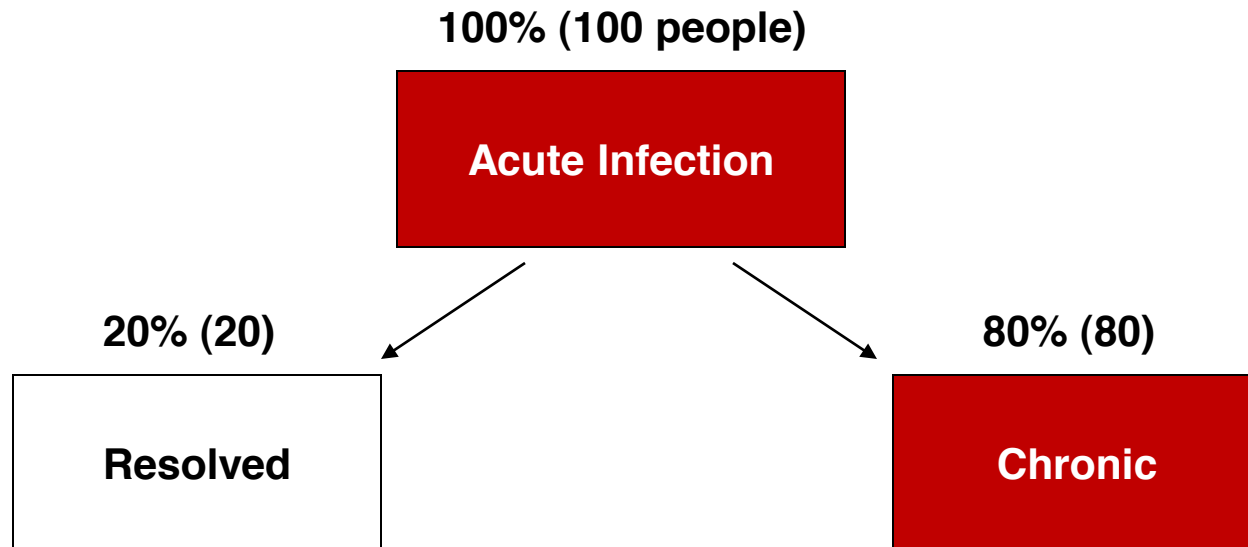 100% (100 people)
Acute Infection
20% (20)
80% (80)
Resolved
Chronic